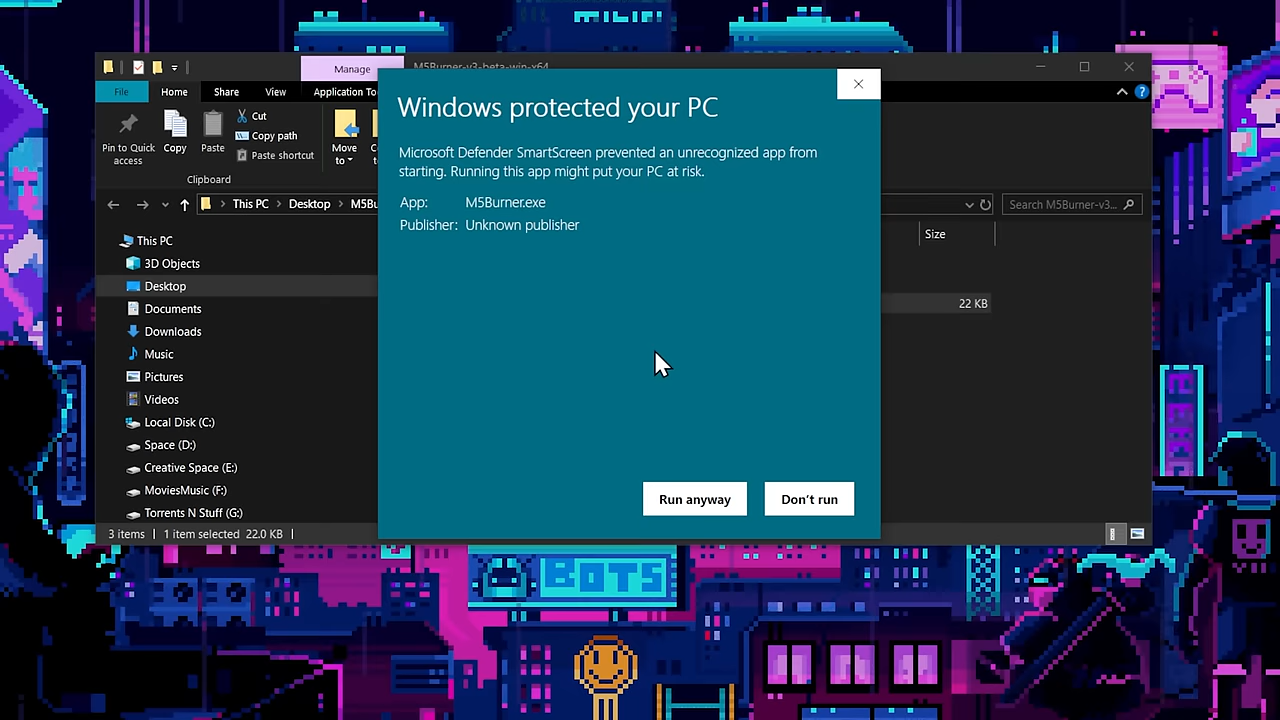 Manage
M5Burner-v3-beta-win-x64
File
Home
Share
View
Application To
Pin to Quick
access
Copy
Paste
Cut
Copy path
Paste shortcut
Move
to
Clipboard
This PC
Desktop
M5Bu
Search M5Burner-v3...
Windows protected your PC
Microsoft Defender SmartScreen prevented an unrecognized app from
starting. Running this app might put your PC at risk.
App: M5Burner.exe
Publisher: Unknown publisher
Run anyway
Don't run
Size
22 KB
This PC
3D Objects
Desktop
Documents
Downloads
Music
Pictures
Videos
Local Disk (C:)
Space (D:)
Creative Space (E:)
MoviesMusic (F:)
Torrents N Stuff (G:)
3 items
1 item selected 22.0 KB
BOTS